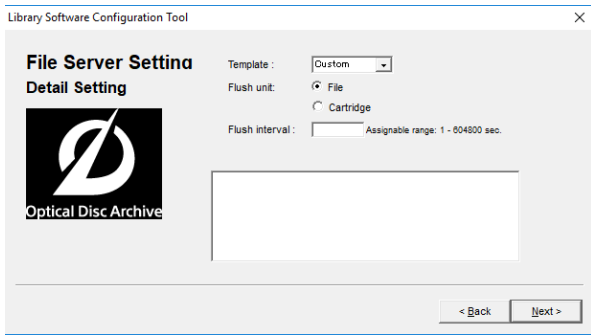 Library Software Configuration Tool
File Server Setting
Detail Setting
Optical Disc Archive
Template :
Custom
Flush unit:
File
Cartridge
Flush interval :
Assignable range: 1 - 604800 sec.
< Back
Next >